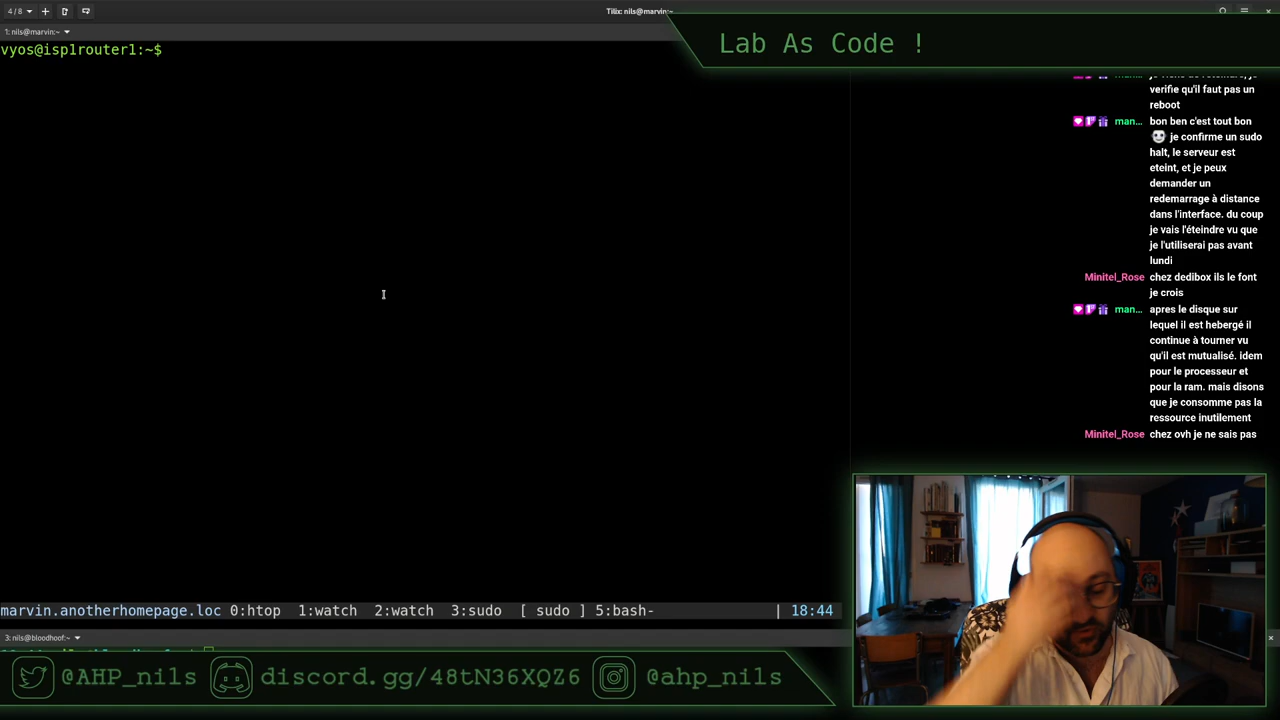 4 / 8
Tilix: nils@marvin:~
1: nils@marvin:~
vyos@isp1router1:~$
Lab As Code !
verifie qu'il faut pas un
reboot
man… bon ben c'est tout bon
je confirme un sudo
halt, le serveur est
eteint, et je peux
demander un
redemarrage à distance
dans l'interface. du coup
je vais l'éteindre vu que
je l'utiliserai pas avant
lundi
Minitel_Rose chez dedibox ils le font
je crois
man… apres le disque sur
lequel il est hebergé il
continue à tourner vu
qu'il est mutualisé. idem
pour le processeur et
pour la ram. mais disons
que je consomme pas la
ressource inutilement
Minitel_Rose chez ovh je ne sais pas
marvin.anotherhomepage.loc 0:htop 1:watch 2:watch 3:sudo [ sudo ] 5:bash- | 18:44
3: nils@bloodhoof:~
@AHP_nils discord.gg/48tN36XQZ6 @ahp_nils